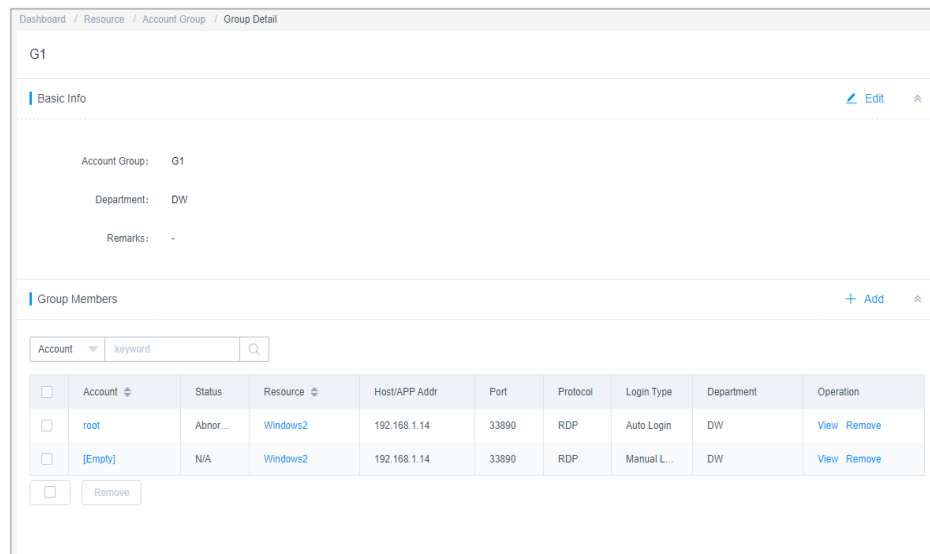 Dashboard / Resource / Account Group / Group Detail
G1
Basic Info Edit
Account Group: G1
Department: DW
Remarks: -
Group Members + Add
Account keyword
Account Status Resource Host/APP Addr Port Protocol Login Type Department Operation
root Abnor... Windows2 192.168.1.14 33890 RDP Auto Login DW View Remove
[Empty] N/A Windows2 192.168.1.14 33890 RDP Manual L... DW View Remove
Remove